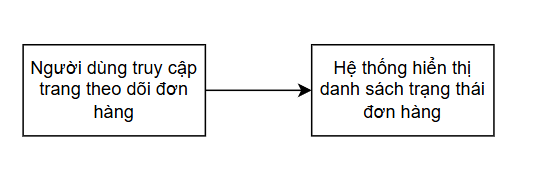 Người dùng truy cập
trang theo dõi đơn
hàng
Hệ thống hiển thị
danh sách trạng thái
đơn hàng